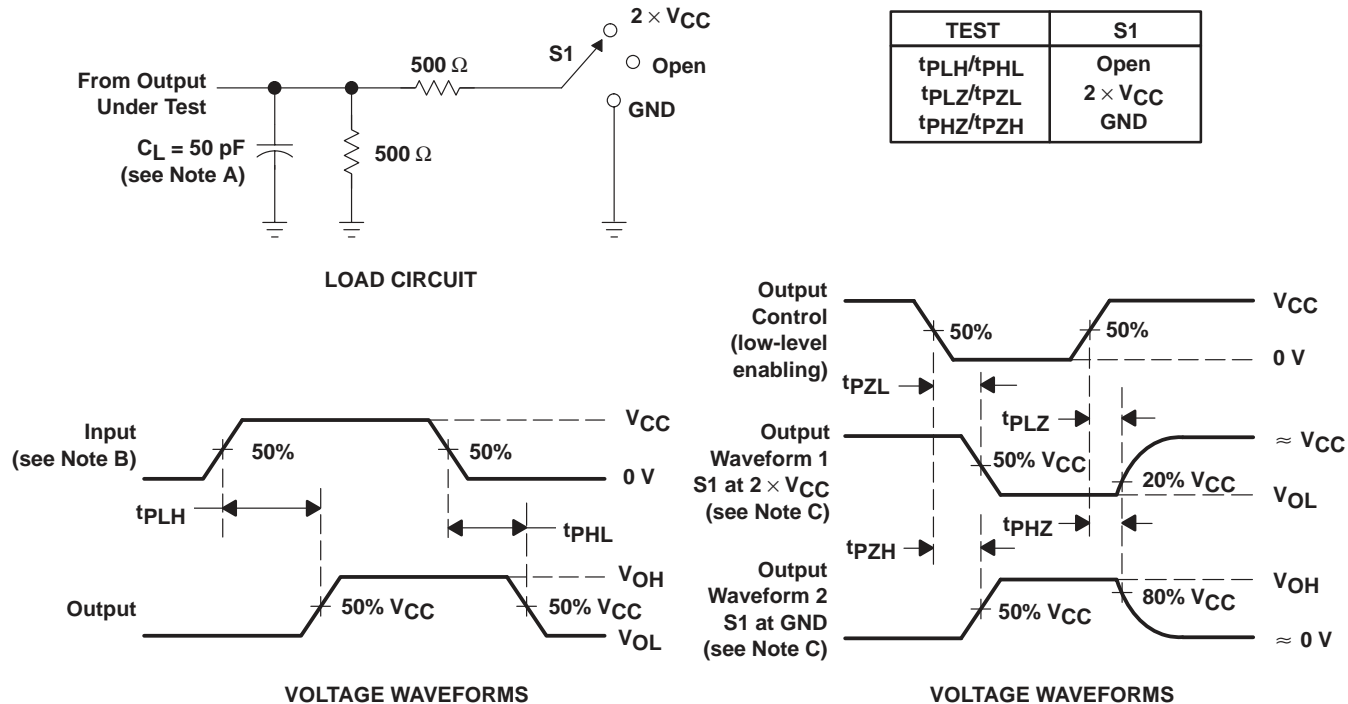 2 × VCC
S1
500 Ω
Open
From Output
Under Test
GND
CL = 50 pF
(see Note A)
500 Ω
LOAD CIRCUIT
TEST S1
tPLH/tPHL Open
tPLZ/tPZL 2 × VCC
tPHZ/tPZH GND
Input
(see Note B)
50%
50%
VCC
0 V
tPLH
tPHL
Output
50% VCC
50% VCC
VOH
VOL
VOLTAGE WAVEFORMS
Output
Control
(low-level
enabling)
50%
50%
VCC
0 V
tPZL
tPLZ
Output
Waveform 1
S1 at 2 × VCC
(see Note C)
50% VCC
20% VCC
≈ VCC
VOL
tPZH
tPHZ
Output
Waveform 2
S1 at GND
(see Note C)
50% VCC
80% VCC
VOH
≈ 0 V
VOLTAGE WAVEFORMS